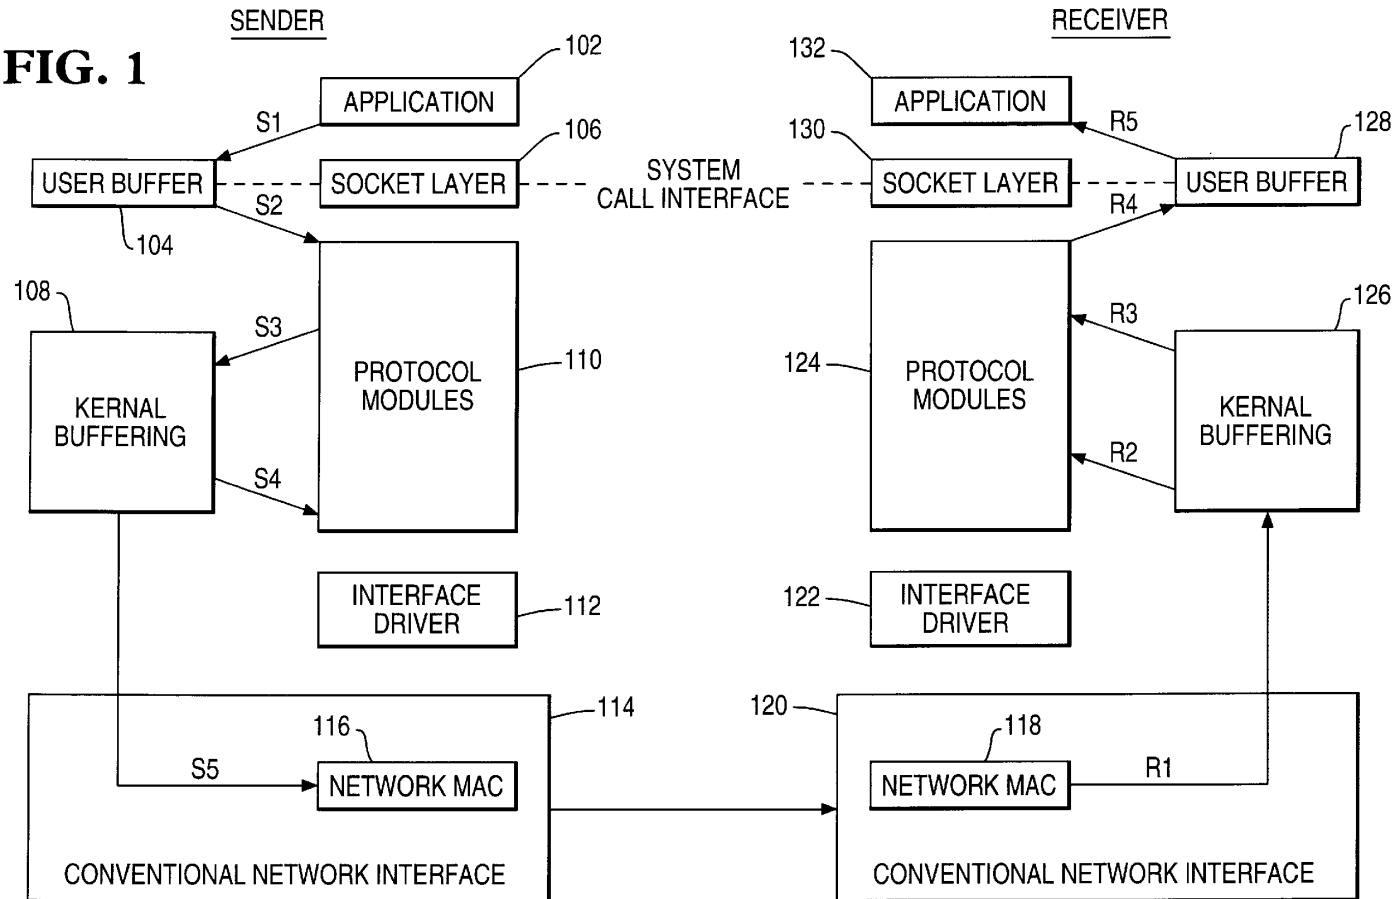 SENDER
RECEIVER
FIG. 1
102
132
APPLICATION
APPLICATION
S1
106
130
R5
128
USER BUFFER
SOCKET LAYER
SYSTEM
CALL INTERFACE
SOCKET LAYER
USER BUFFER
S2
R4
104
108
126
S3
R3
110
124
PROTOCOL
MODULES
PROTOCOL
MODULES
KERNAL
BUFFERING
KERNAL
BUFFERING
S4
R2
INTERFACE
DRIVER
112
122
INTERFACE
DRIVER
114
120
116
118
S5
NETWORK MAC
NETWORK MAC
R1
CONVENTIONAL NETWORK INTERFACE
CONVENTIONAL NETWORK INTERFACE